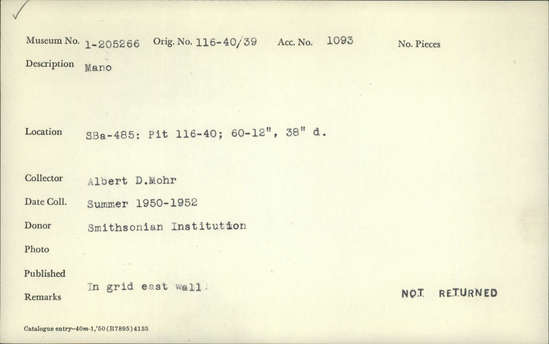 Museum No. 1-205266 Orig. No. 116-40/39 Acc. No. 1093 No. Pieces
Description Mano
Location SBa-485: Pit 116-40; 60-12", 38" d.
Collector Albert D.Mohr
Date Coll. Summer 1950-1952
Donor Smithsonian Institution
Photo
Published
Remarks In grid east wall.
NOT RETURNED
Catalogue entry—40m-1,'50 (B7895) 4133